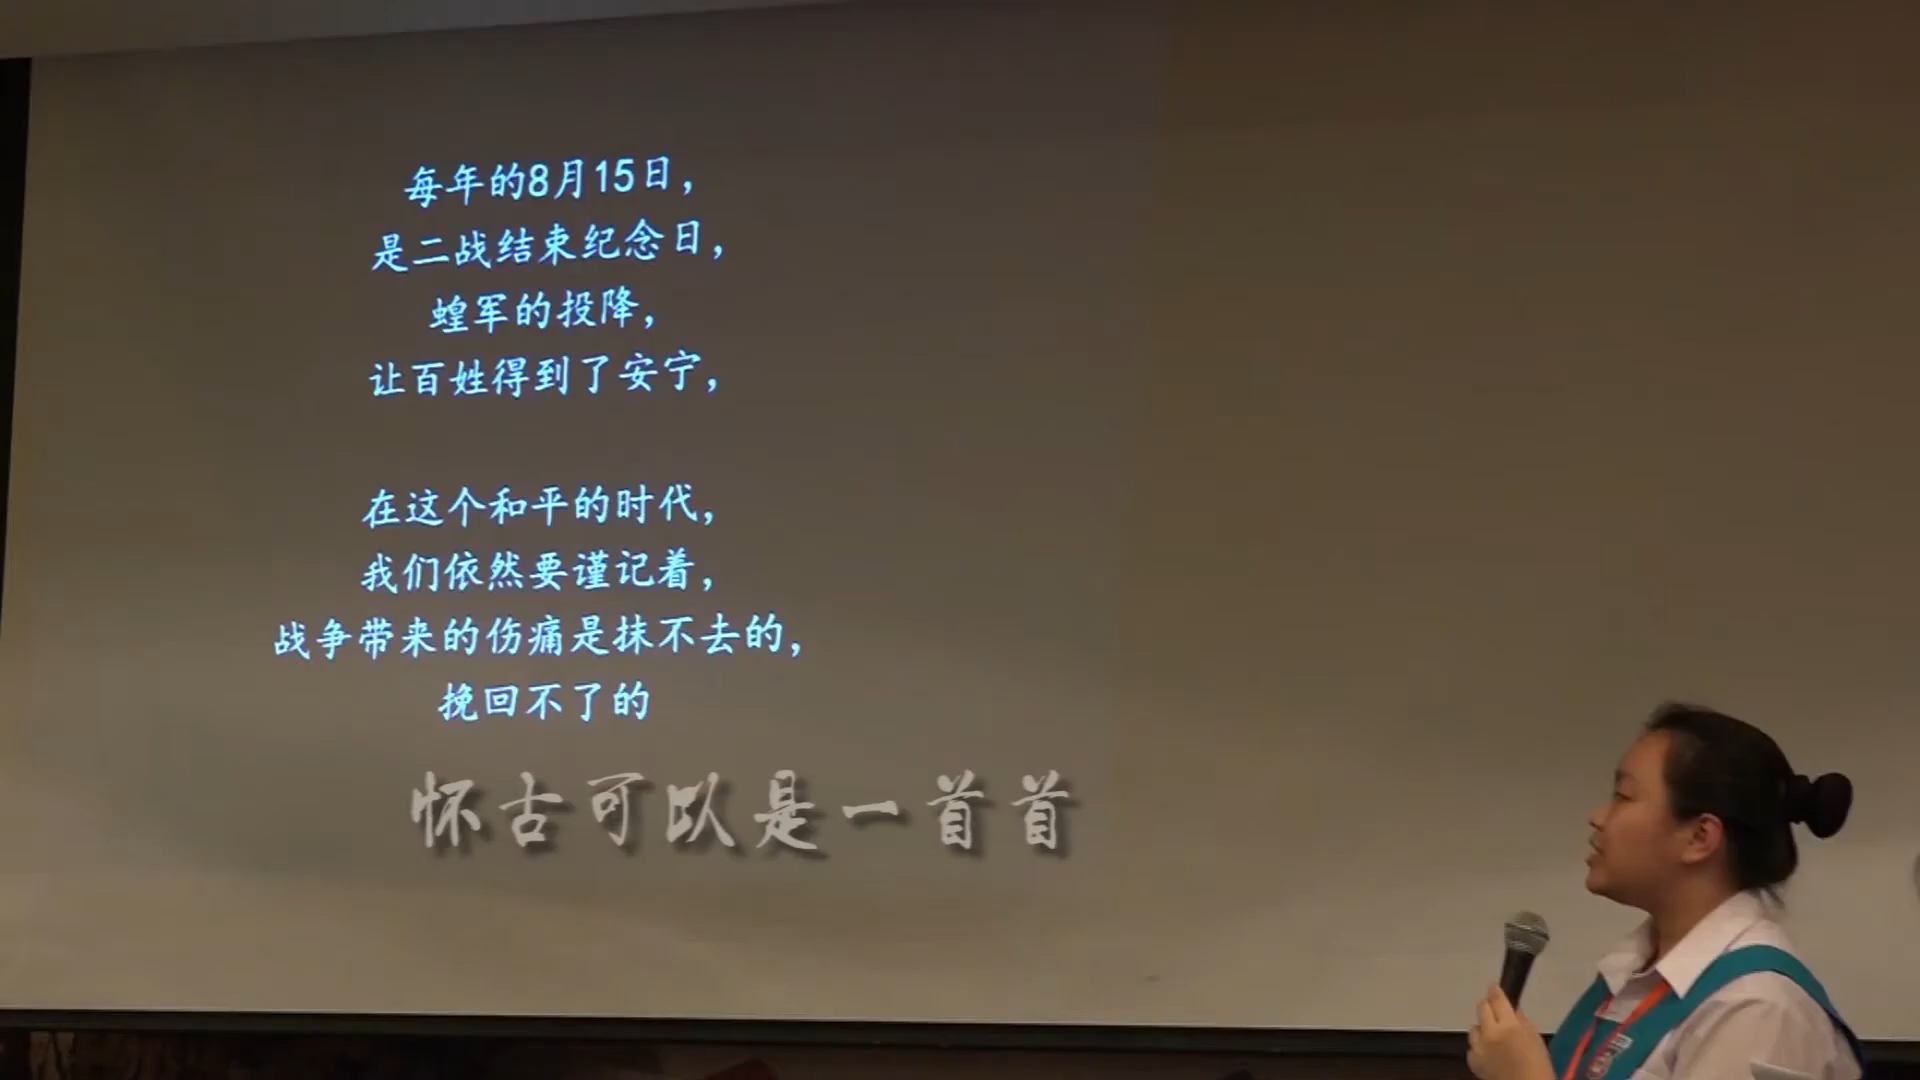 每年的8月15日,
是二战结束纪念日,
蝗军的投降,
让百姓得到了安宁,
在这个和平的时代,
我们依然要谨记着,
战争带来的伤痛是抹不去的,
挽回不了的
怀古可以是一首首